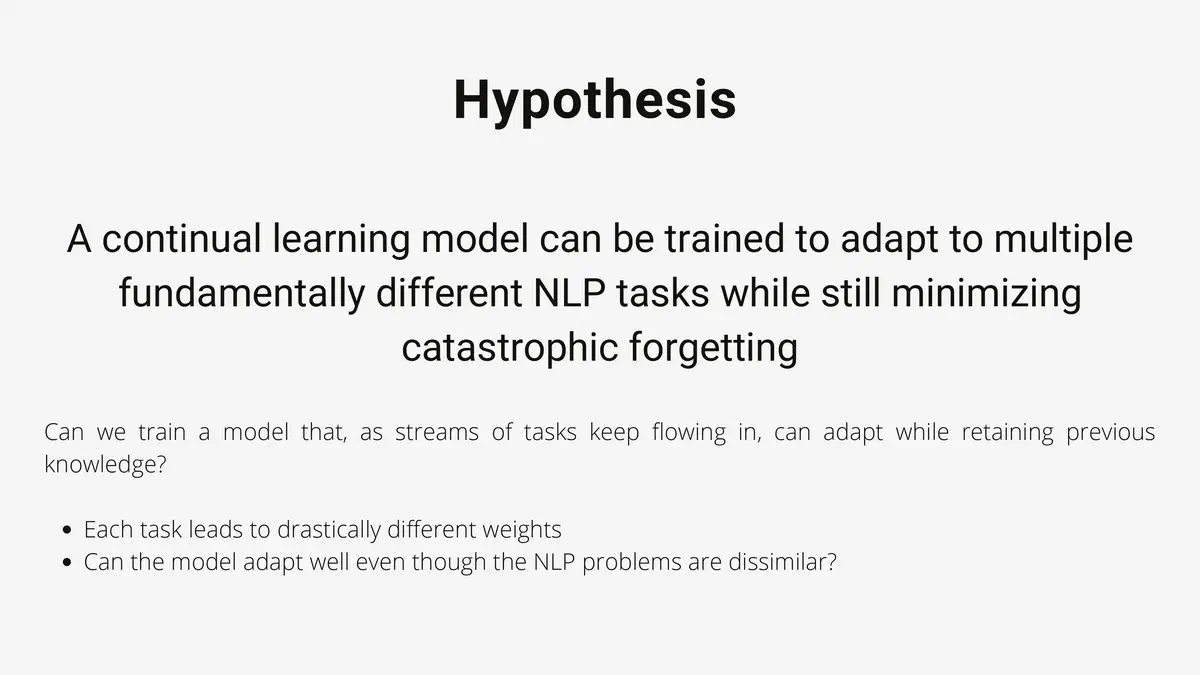 Hypothesis
A continual learning model can be trained to adapt to multiple
fundamentally different NLP tasks while still minimizing
catastrophic forgetting
Can we train a model that, as streams of tasks keep flowing in, can adapt while retaining previous
knowledge?
• Each task leads to drastically different weights
• Can the model adapt well even though the NLP problems are dissimilar?